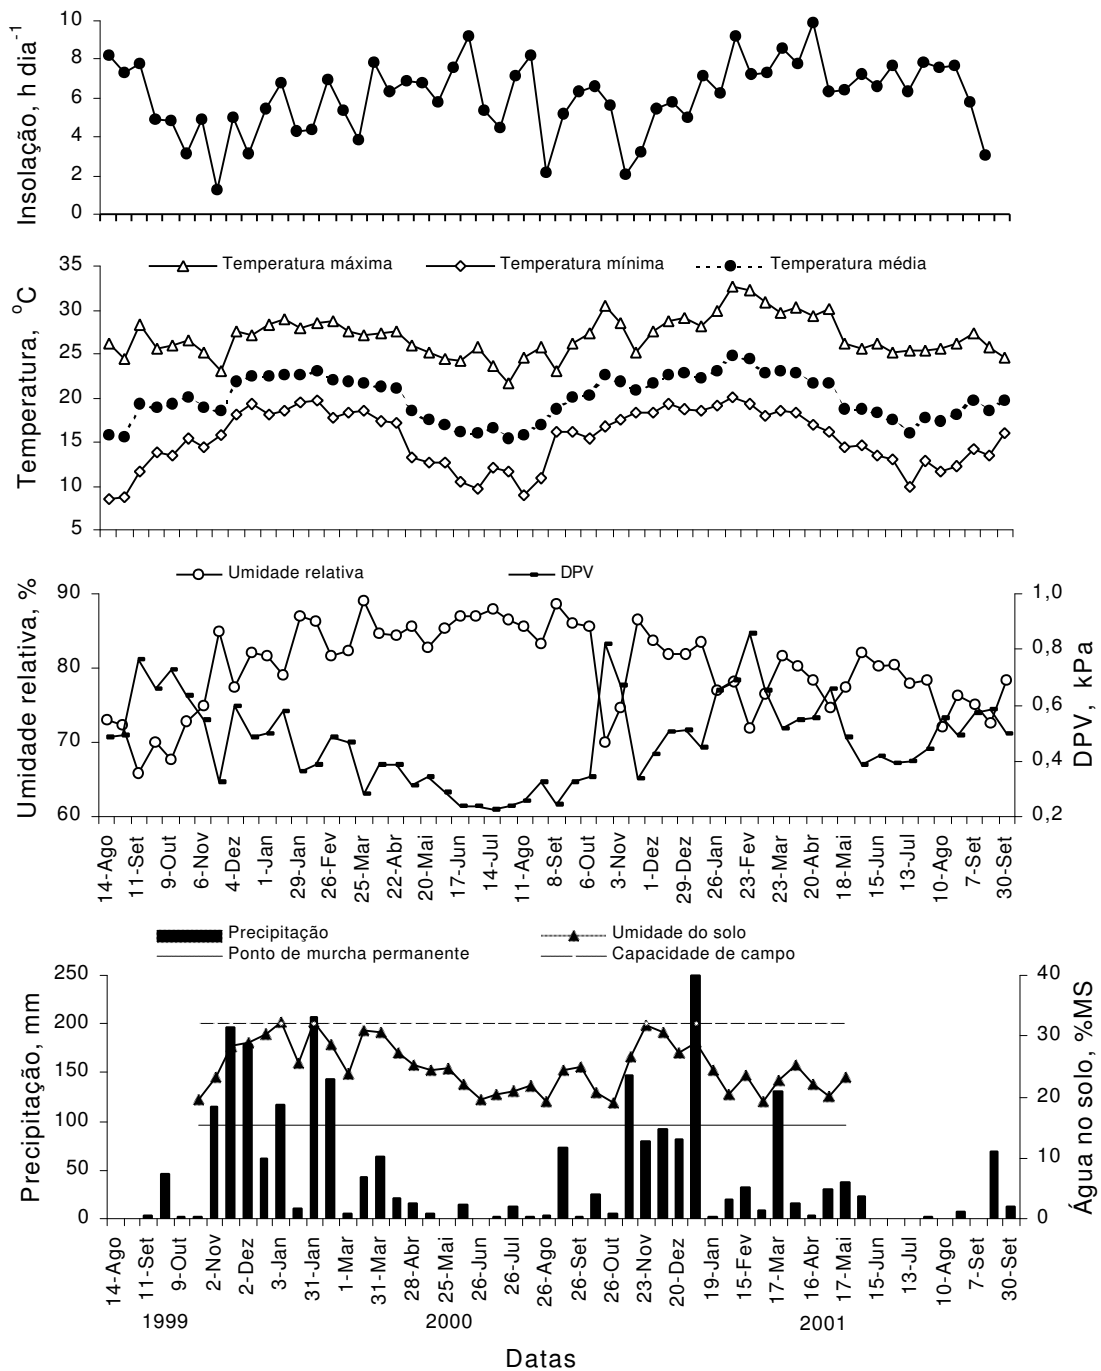 Insolação, h dia-1
10
8
6
4
2
0
Temperatura, ºC
35
30
25
20
15
10
5
Temperatura máxima
Temperatura mínima
Temperatura média
Umidade relativa, %
90
80
70
60
Umidade relativa
DPV
1,0
0,8
0,6
0,4
0,2
DPV, kPa
14-Ago
11-Set
9-Out
6-Nov
4-Dez
1-Jan
29-Jan
26-Fev
25-Mar
22-Abr
20-Mai
17-Jun
14-Jul
11-Ago
8-Set
6-Out
3-Nov
1-Dez
29-Dez
26-Jan
23-Fev
23-Mar
20-Abr
18-Mai
15-Jun
13-Jul
10-Ago
7-Set
30-Set
Precipitação
Umidade do solo
Ponto de murcha permanente
Capacidade de campo
Precipitação, mm
250
200
150
100
50
0
40
30
20
10
0
Água no solo, %MS
14-Ago
11-Set
9-Out
2-Nov
2-Dez
3-Jan
31-Jan
1-Mar
31-Mar
28-Abr
25-Mai
26-Jun
26-Jul
26-Ago
26-Set
26-Out
23-Nov
20-Dez
19-Jan
15-Fev
17-Mar
16-Abr
17-Mai
15-Jun
13-Jul
10-Ago
7-Set
30-Set
1999
2000
2001
Datas